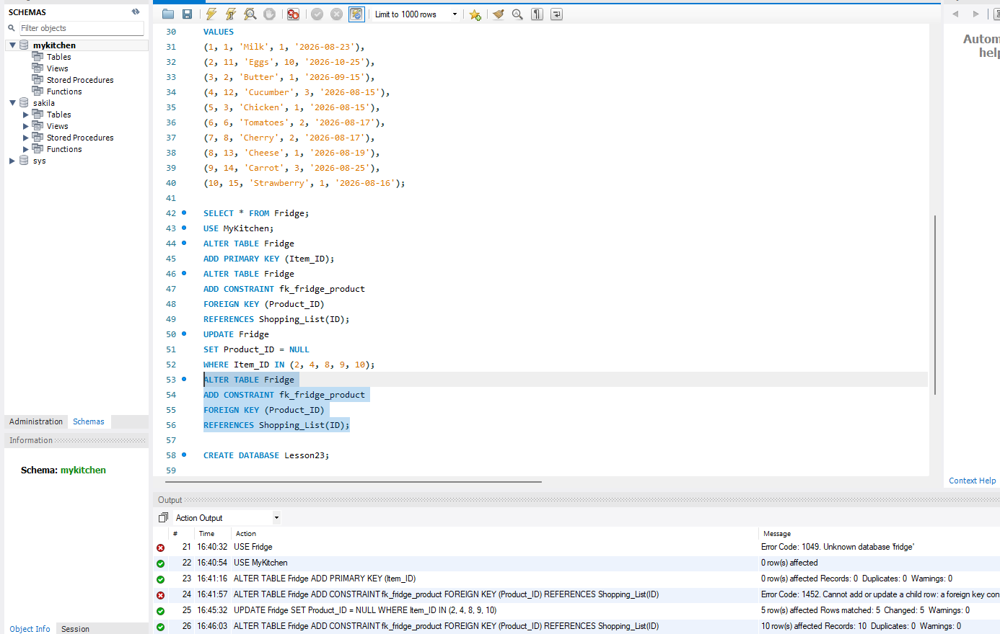 SCHEMAS
Filter objects
mykitchen
Tables
Views
Stored Procedures
Functions
sakila
Tables
Views
Stored Procedures
Functions
sys
Administration Schemas
Information
Schema: mykitchen
Object Info Session
Limit to 1000 rows
30 VALUES
31 (1, 1, 'Milk', 1, '2026-08-23'),
32 (2, 11, 'Eggs', 10, '2026-10-25'),
33 (3, 2, 'Butter', 1, '2026-09-15'),
34 (4, 12, 'Cucumber', 3, '2026-08-15'),
35 (5, 3, 'Chicken', 1, '2026-08-15'),
36 (6, 6, 'Tomatoes', 2, '2026-08-17'),
37 (7, 8, 'Cherry', 2, '2026-08-17'),
38 (8, 13, 'Cheese', 1, '2026-08-19'),
39 (9, 14, 'Carrot', 3, '2026-08-25'),
40 (10, 15, 'Strawberry', 1, '2026-08-16');
41
42 SELECT * FROM Fridge;
43 USE MyKitchen;
44 ALTER TABLE Fridge
45 ADD PRIMARY KEY (Item_ID);
46 ALTER TABLE Fridge
47 ADD CONSTRAINT fk_fridge_product
48 FOREIGN KEY (Product_ID)
49 REFERENCES Shopping_List(ID);
50 UPDATE Fridge
51 SET Product_ID = NULL
52 WHERE Item_ID IN (2, 4, 8, 9, 10);
53 ALTER TABLE Fridge
54 ADD CONSTRAINT fk_fridge_product
55 FOREIGN KEY (Product_ID)
56 REFERENCES Shopping_List(ID);
57
58 CREATE DATABASE Lesson23;
59
Autom
help
Context Help
Output
Action Output
# Time Action Message
21 16:40:32 USE Fridge Error Code: 1049. Unknown database 'fridge'
22 16:40:54 USE MyKitchen 0 row(s) affected
23 16:41:16 ALTER TABLE Fridge ADD PRIMARY KEY (Item_ID) 0 row(s) affected Records: 0 Duplicates: 0 Warnings: 0
24 16:41:57 ALTER TABLE Fridge ADD CONSTRAINT fk_fridge_product FOREIGN KEY (Product_ID) REFERENCES Shopping_List(ID) Error Code: 1452. Cannot add or update a child row: a foreign key con
25 16:45:32 UPDATE Fridge SET Product_ID = NULL WHERE Item_ID IN (2, 4, 8, 9, 10) 5 row(s) affected Rows matched: 5 Changed: 5 Warnings: 0
26 16:46:03 ALTER TABLE Fridge ADD CONSTRAINT fk_fridge_product FOREIGN KEY (Product_ID) REFERENCES Shopping_List(ID) 10 row(s) affected Records: 10 Duplicates: 0 Warnings: 0